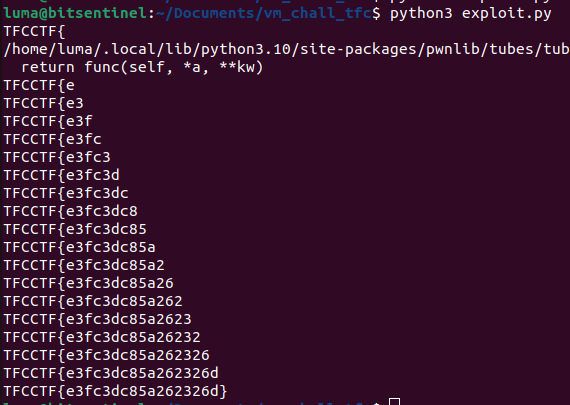 luma@bitsentinel:~/Documents/vm_chall_tfc$ python3 exploit.py
TFCCTF{
/home/luma/.local/lib/python3.10/site-packages/pwnlib/tubes/tub
  return func(self, *a, **kw)
TFCCTF{e
TFCCTF{e3
TFCCTF{e3f
TFCCTF{e3fc
TFCCTF{e3fc3
TFCCTF{e3fc3d
TFCCTF{e3fc3dc
TFCCTF{e3fc3dc8
TFCCTF{e3fc3dc85
TFCCTF{e3fc3dc85a
TFCCTF{e3fc3dc85a2
TFCCTF{e3fc3dc85a26
TFCCTF{e3fc3dc85a262
TFCCTF{e3fc3dc85a2623
TFCCTF{e3fc3dc85a26232
TFCCTF{e3fc3dc85a262326
TFCCTF{e3fc3dc85a262326d
TFCCTF{e3fc3dc85a262326d}